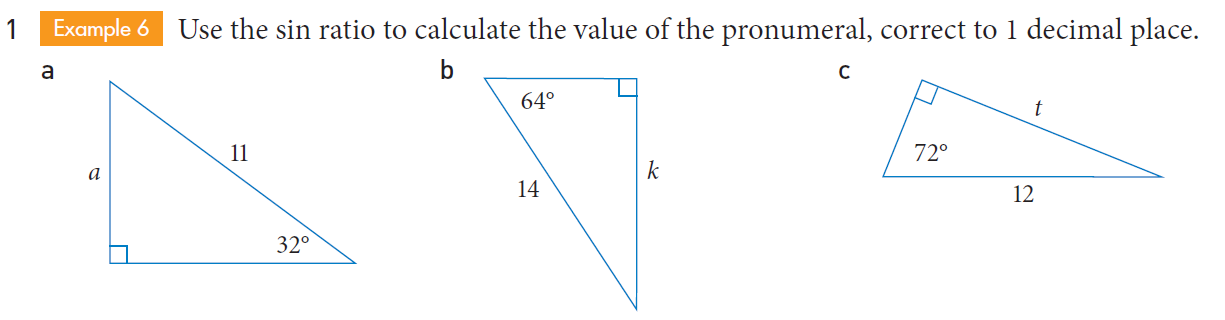 1 Example 6 Use the sin ratio to calculate the value of the pronumeral, correct to 1 decimal place.
a b c
64°
t
11
72°
a 14 k
12
32°